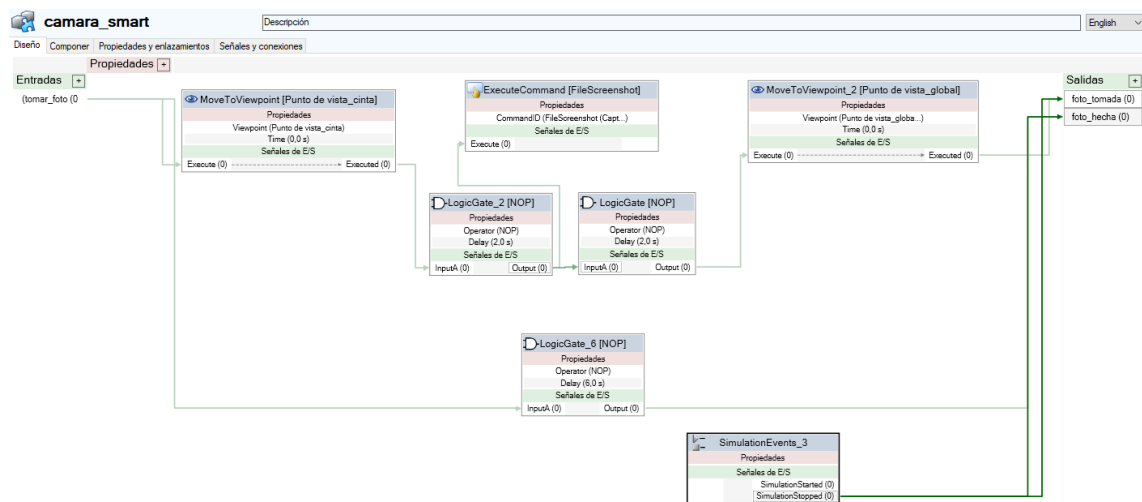 camara_smart
Descripción
English
Diseño
Componer
Propiedades y enlazamientos
Señales y conexiones
Propiedades +
Entradas +
Salidas +
(tomar_foto (0
foto_tomada (0)
foto_hecha (0)
MoveToViewpoint [Punto de vista_cinta]
Propiedades
Viewpoint (Punto de vista_cinta)
Time (0,0 s)
Señales de E/S
Execute (0)
Executed (0)
ExecuteCommand [FileScreenshot]
Propiedades
CommandID (FileScreenshot (Capt...)
Señales de E/S
Execute (0)
MoveToViewpoint_2 [Punto de vista_global]
Propiedades
Viewpoint (Punto de vista_globa...)
Time (0,0 s)
Señales de E/S
Execute (0)
Executed (0)
LogicGate_2 [NOP]
Propiedades
Operator (NOP)
Delay (2,0 s)
Señales de E/S
InputA (0)
Output (0)
LogicGate [NOP]
Propiedades
Operator (NOP)
Delay (2,0 s)
Señales de E/S
InputA (0)
Output (0)
LogicGate_6 [NOP]
Propiedades
Operator (NOP)
Delay (6,0 s)
Señales de E/S
InputA (0)
Output (0)
SimulationEvents_3
Propiedades
Señales de E/S
SimulationStarted (0)
SimulationStopped (0)